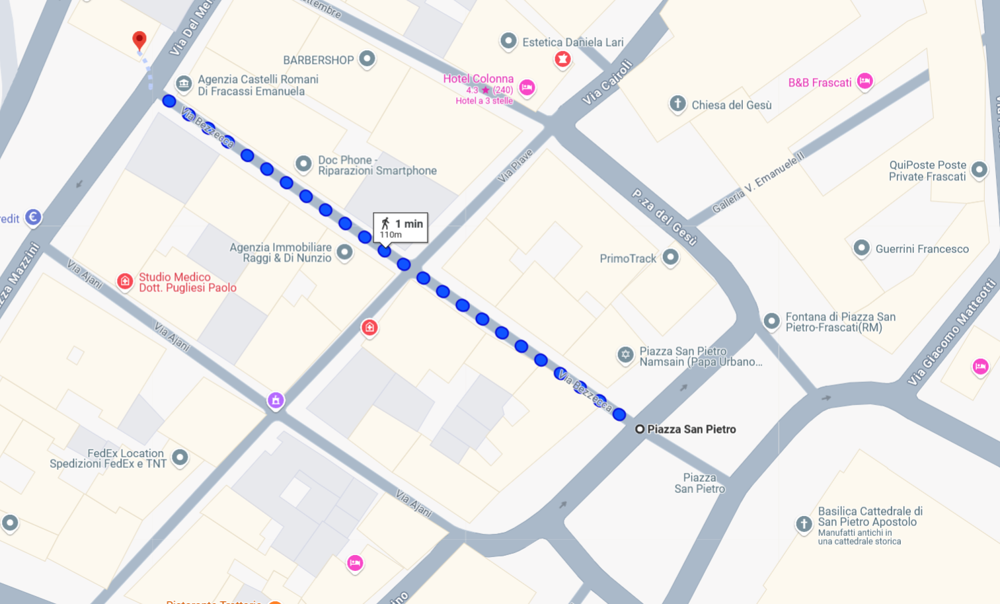 Via Del Mer
BARBERSHOP
Estetica Daniela Lari
Agenzia Castelli Romani
Di Fracassi Emanuela
Hotel Colonna
4.3 ★ (240)
Hotel a 3 stelle
Via Cairoli
B&B Frascati
Chiesa del Gesù
Via Bezzecca
Doc Phone -
Riparazioni Smartphone
Via Piave
Galleria V. Emanuele II
QuiPoste Poste
Private Frascati
P.za del Gesù
redit
€
1 min
110m
Agenzia Immobiliare
Raggi & Di Nunzio
PrimoTrack
Guerrini Francesco
Via Ajani
Studio Medico
Dott. Pugliesi Paolo
zza Mazzini
Via Ajani
Fontana di Piazza San
Pietro-Frascati(RM)
Via Giacomo Matteotti
Piazza San Pietro
Namsain (Papa Urbano...
Via Bezzecca
Piazza San Pietro
FedEx Location
Spedizioni FedEx e TNT
Piazza
San Pietro
Via Ajani
Basilica Cattedrale di
San Pietro Apostolo
Manufatti antichi in
una cattedrale storica